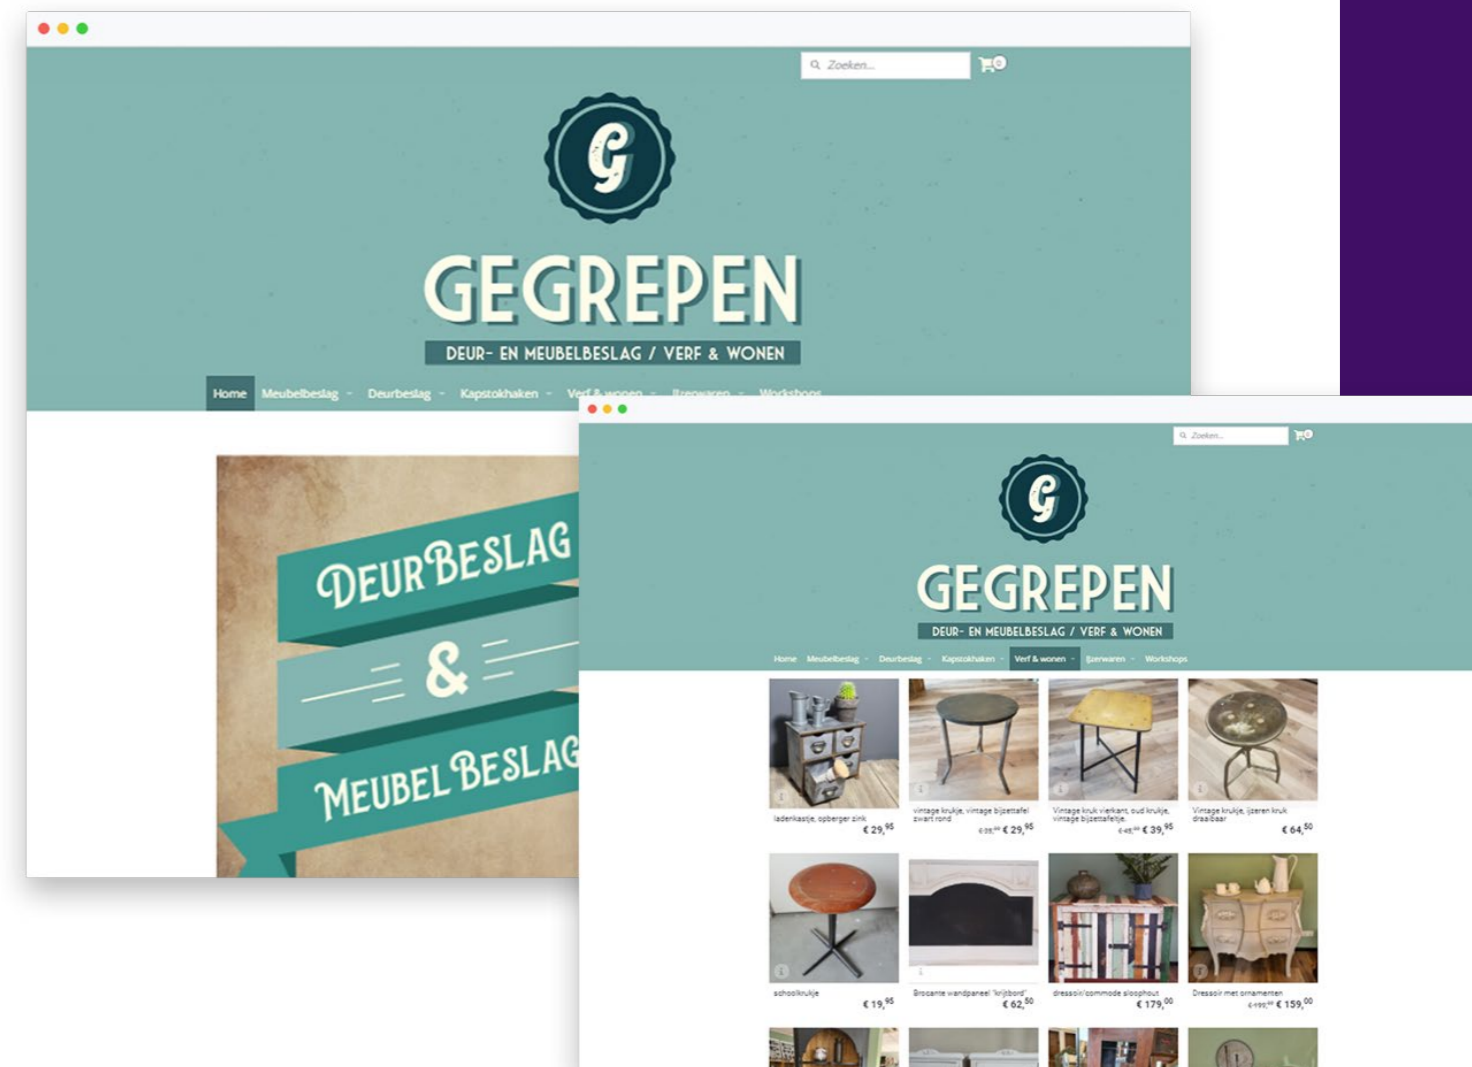 Zoeken...
0
G
GEGREPEN
DEUR- EN MEUBELBESLAG / VERF & WONEN
Home Meubelbeslag Deurbeslag Kapstokhaken Verf & wonen IJzerwaren Workshops
DEURBESLAG
&
MEUBELBESLAG
Zoeken...
0
G
GEGREPEN
DEUR- EN MEUBELBESLAG / VERF & WONEN
Home Meubelbeslag Deurbeslag Kapstokhaken Verf & wonen IJzerwaren Workshops
ladenkastje, opberger zink
€ 29,95
vintage krukje, vintage bijzettafel
zwart rond
€ 29,95
Vintage kruk vierkant, oud krukje,
vintage bijzettafeltje.
€ 39,95
Vintage krukje, ijzeren kruk
draaibaar
€ 64,50
schoolkrukje
€ 19,95
Brocante wandpaneel "krijtbord"
€ 62,50
dressoir/commode sloophout
€ 179,00
Dressoir met ornamenten
€ 159,00